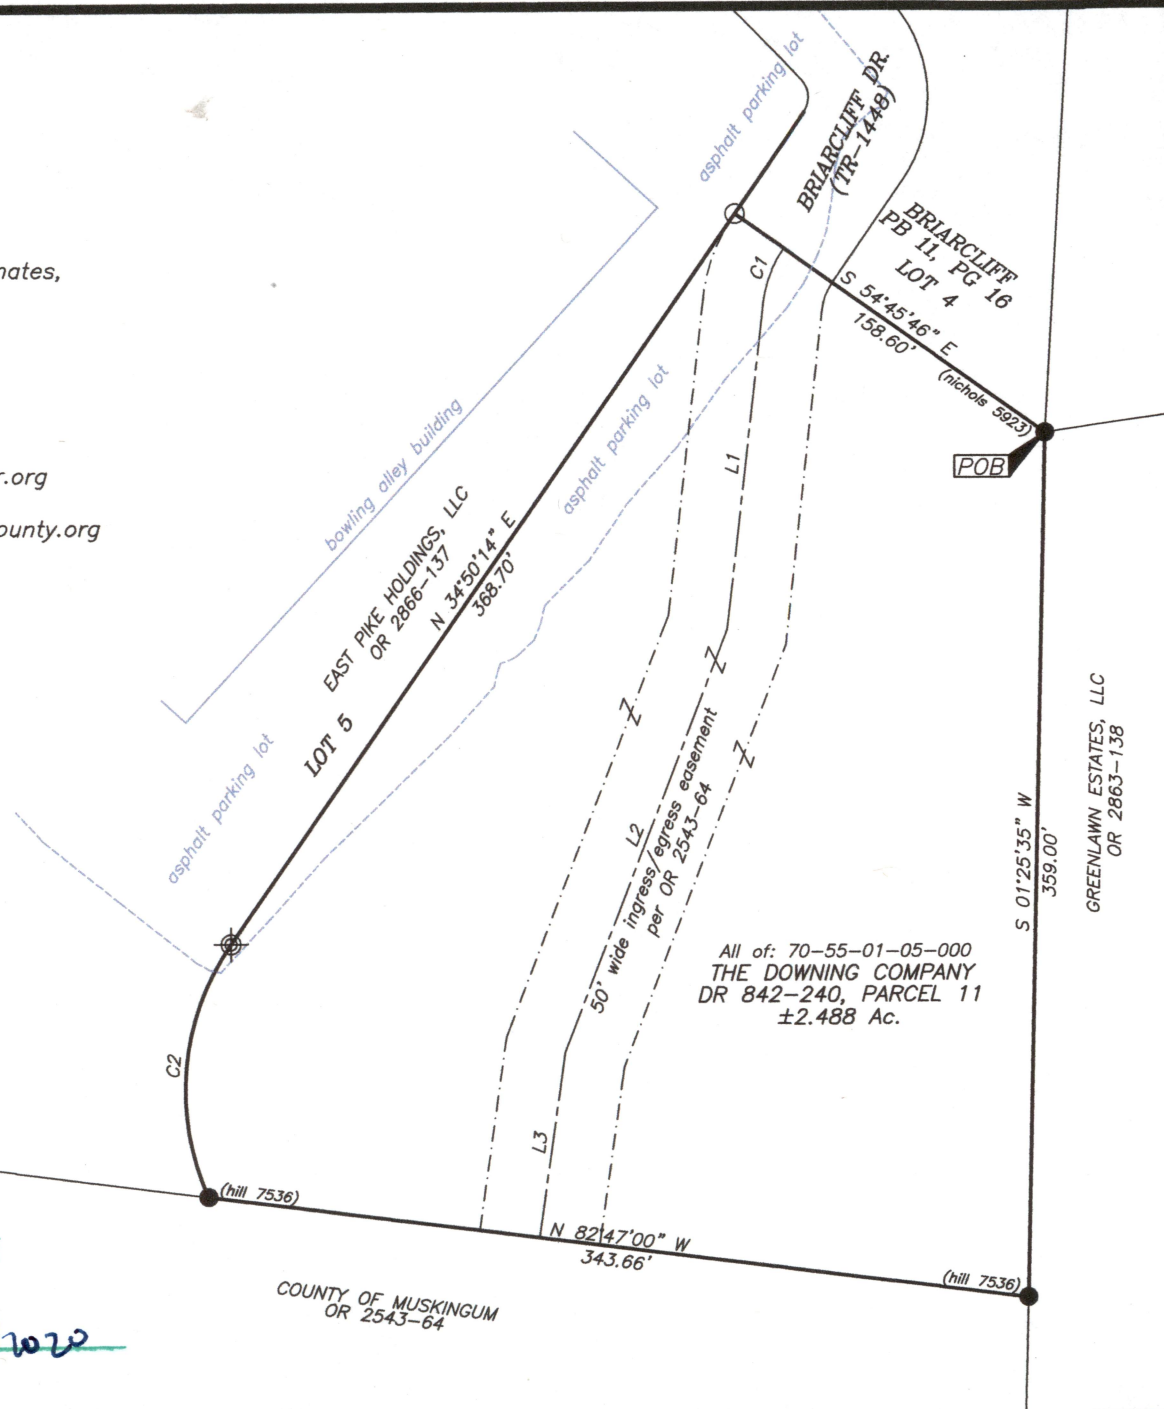 asphalt parking lot
BRIARCLIFF DR.
(TR-1448)
BRIARCLIFF
PB 11, PG 16
LOT 4
C1
S 54°45'46" E
158.60'
(nichols 5923)
POB
nates,
r.org
ounty.org
bowling alley building
asphalt parking lot
L1
EAST PIKE HOLDINGS, LLC
OR 2866-137
N 34°50'14" E
368.70'
LOT 5
asphalt parking lot
L2
50' wide ingress/egress easement
per OR 2543-64
S 01°25'35" W
359.00'
GREENLAWN ESTATES, LLC
OR 2863-138
All of: 70-55-01-05-000
THE DOWNING COMPANY
DR 842-240, PARCEL 11
±2.488 Ac.
C2
L3
(hill 7536)
N 82°47'00" W
343.66'
(hill 7536)
COUNTY OF MUSKINGUM
OR 2543-64
2020